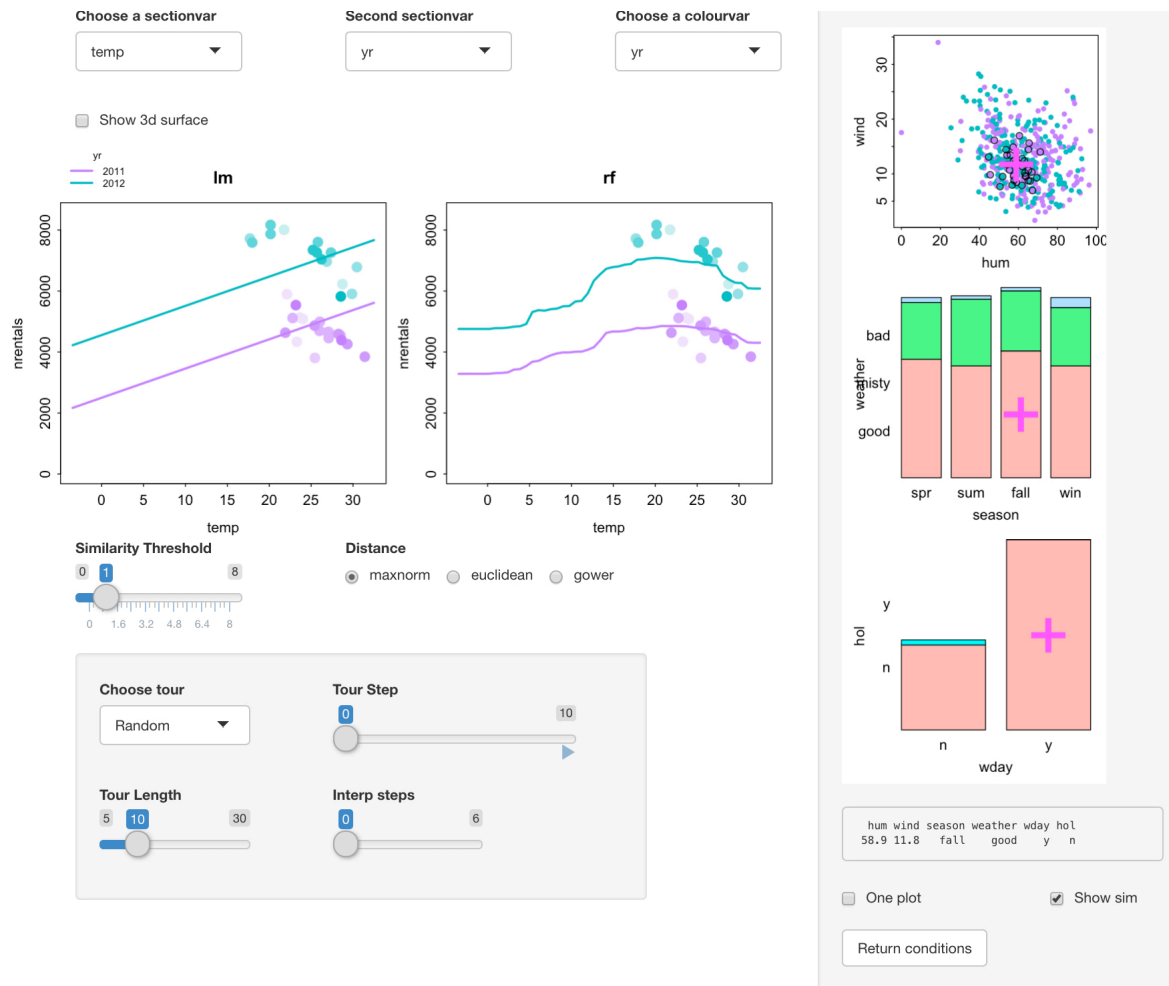 Choose a sectionvar
Second sectionvar
Choose a colourvar
temp
yr
yr
Show 3d surface
yr
2011
2012
lm
rf
nrentals
0
2000
4000
6000
8000
0 5 10 15 20 25 30
temp
nrentals
0
2000
4000
6000
8000
0 5 10 15 20 25 30
temp
Similarity Threshold
0 1 8
0 1.6 3.2 4.8 6.4 8
Distance
maxnorm euclidean gower
Choose tour
Random
Tour Step
0 10
Tour Length
5 10 30
Interp steps
0 6
wind
30
20
10
5
0 20 40 60 80 100
hum
weather
bad
misty
good
spr sum fall win
season
hol
y
n
n y
wday
hum wind season weather wday hol
58.9 11.8 fall good y n
One plot
Show sim
Return conditions